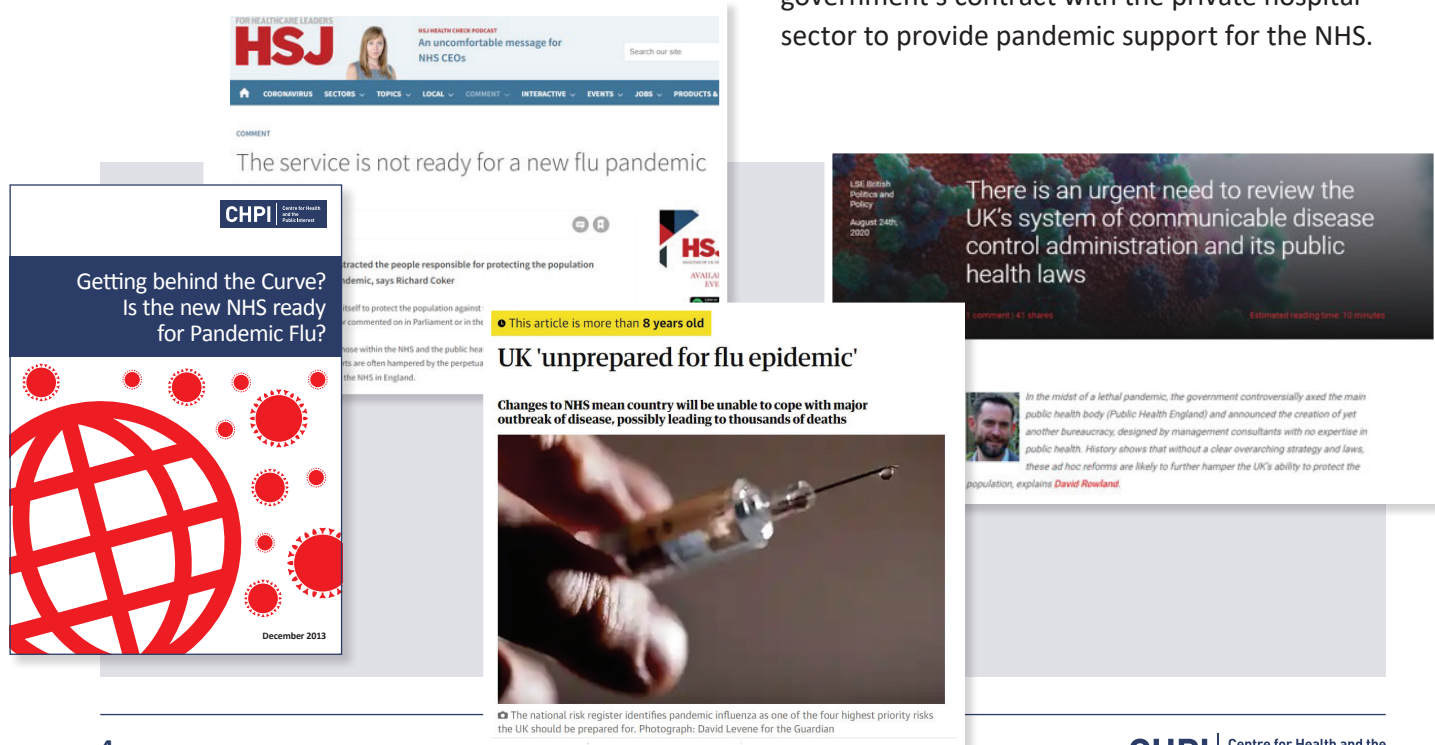 government's contract with the private hospital
sector to provide pandemic support for the NHS.
FOR HEALTHCARE LEADERS
HSJ
HSJ HEALTH CHECK PODCAST
An uncomfortable message for
NHS CEOs
Search our site
CORONAVIRUS SECTORS TOPICS LOCAL COMMENT INTERACTIVE EVENTS JOBS PRODUCTS &
COMMENT
The service is not ready for a new flu pandemic
tracted the people responsible for protecting the population
ndemic, says Richard Coker
itself to protect the population against
r commented on in Parliament or in the
hose within the NHS and the public hea
rts are often hampered by the perpetua
the NHS in England.
HS
AVAILA
EVE
CHPI Centre for Health
and the
Public Interest
Getting behind the Curve?
Is the new NHS ready
for Pandemic Flu?
December 2013
This article is more than 8 years old
UK 'unprepared for flu epidemic'
Changes to NHS mean country will be unable to cope with major
outbreak of disease, possibly leading to thousands of deaths
The national risk register identifies pandemic influenza as one of the four highest priority risks
the UK should be prepared for. Photograph: David Levene for the Guardian
LSE British
Politics and
Policy
August 24th,
2020
There is an urgent need to review the
UK's system of communicable disease
control administration and its public
health laws
1 comment | 41 shares
Estimated reading time: 10 minutes
In the midst of a lethal pandemic, the government controversially axed the main
public health body (Public Health England) and announced the creation of yet
another bureaucracy, designed by management consultants with no expertise in
public health. History shows that without a clear overarching strategy and laws,
these ad hoc reforms are likely to further hamper the UK's ability to protect the
population, explains David Rowland.
CHPI Centre for Health and the